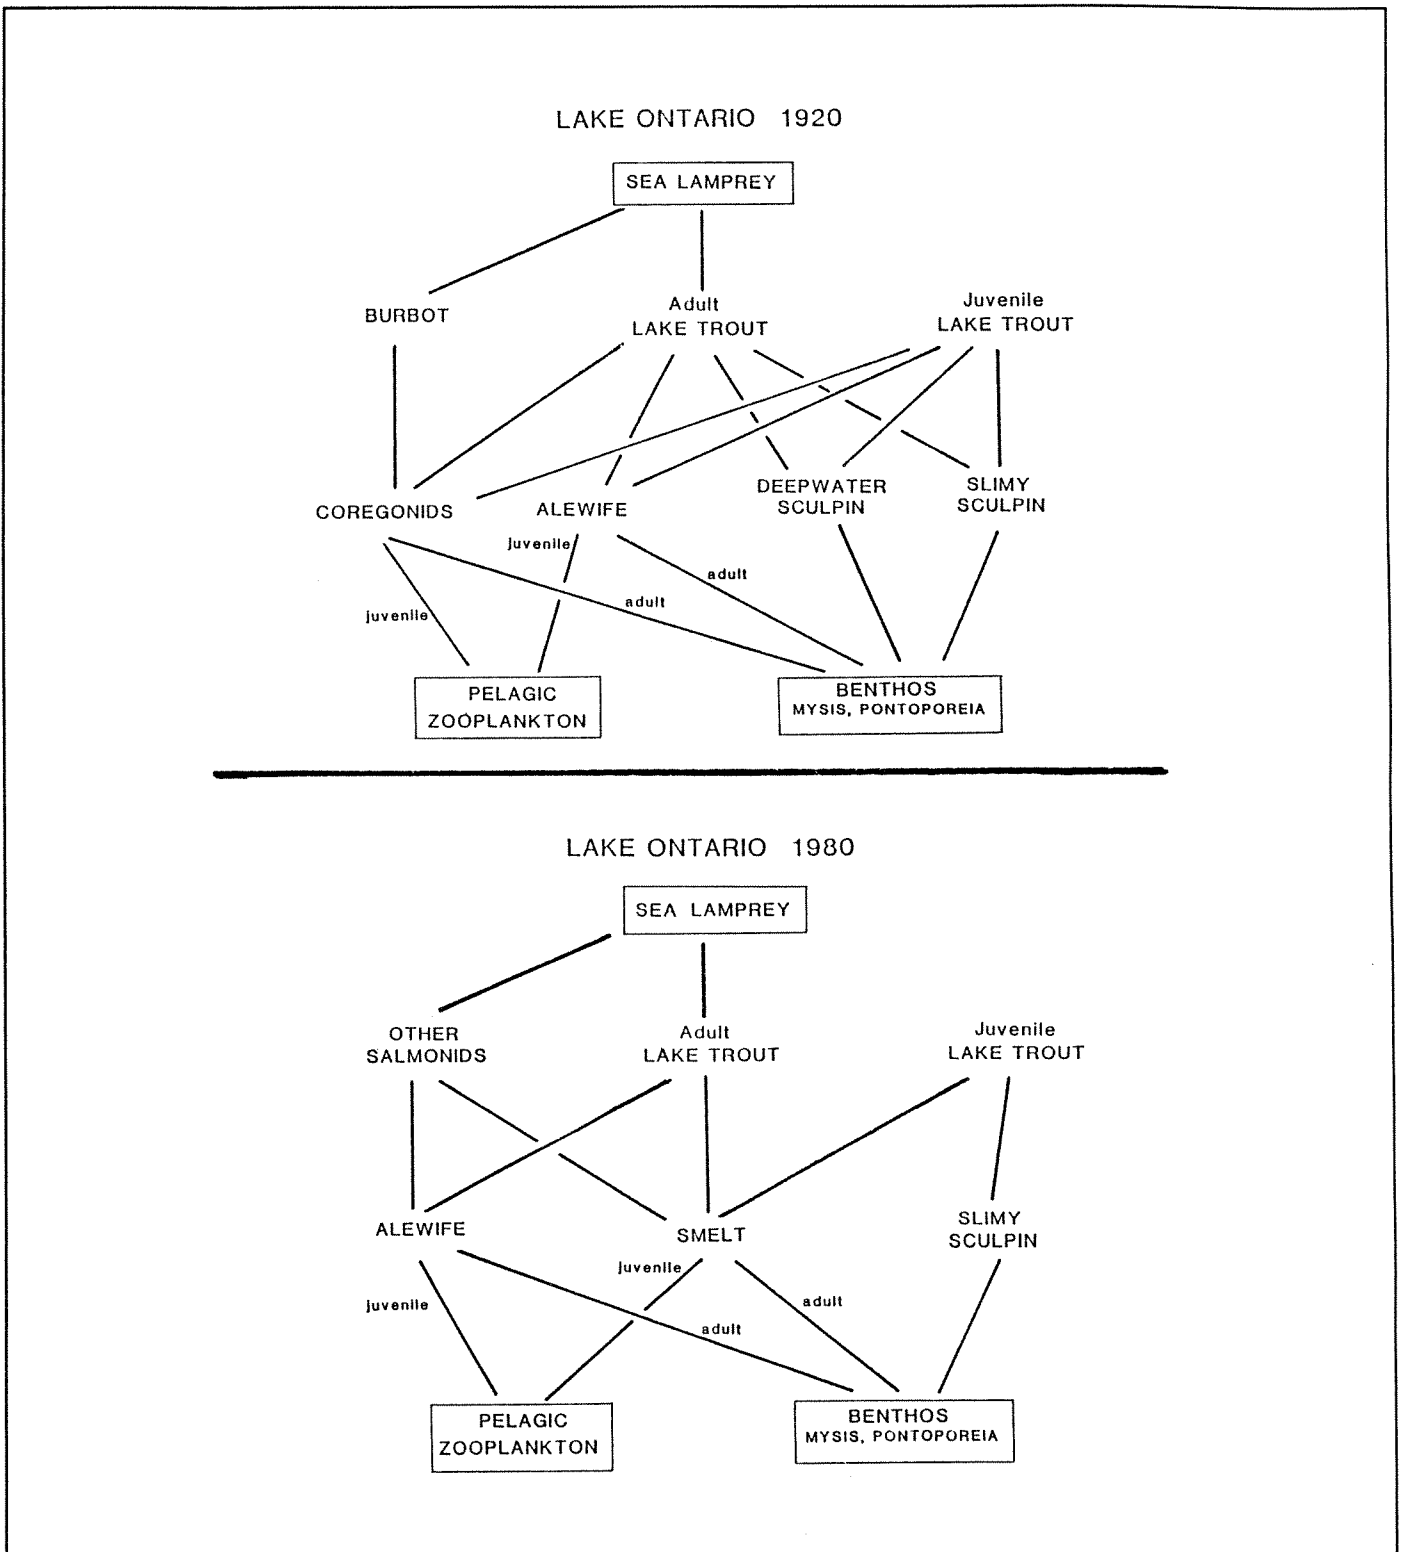 LAKE ONTARIO 1920
SEA LAMPREY
BURBOT
Adult
LAKE TROUT
Juvenile
LAKE TROUT
COREGONIDS
ALEWIFE
DEEPWATER
SCULPIN
SLIMY
SCULPIN
juvenile
adult
juvenile
adult
PELAGIC
ZOOPLANKTON
BENTHOS
MYSIS, PONTOPOREIA
LAKE ONTARIO 1980
SEA LAMPREY
OTHER
SALMONIDS
Adult
LAKE TROUT
Juvenile
LAKE TROUT
ALEWIFE
SMELT
SLIMY
SCULPIN
juvenile
juvenile
adult
adult
PELAGIC
ZOOPLANKTON
BENTHOS
MYSIS, PONTOPOREIA